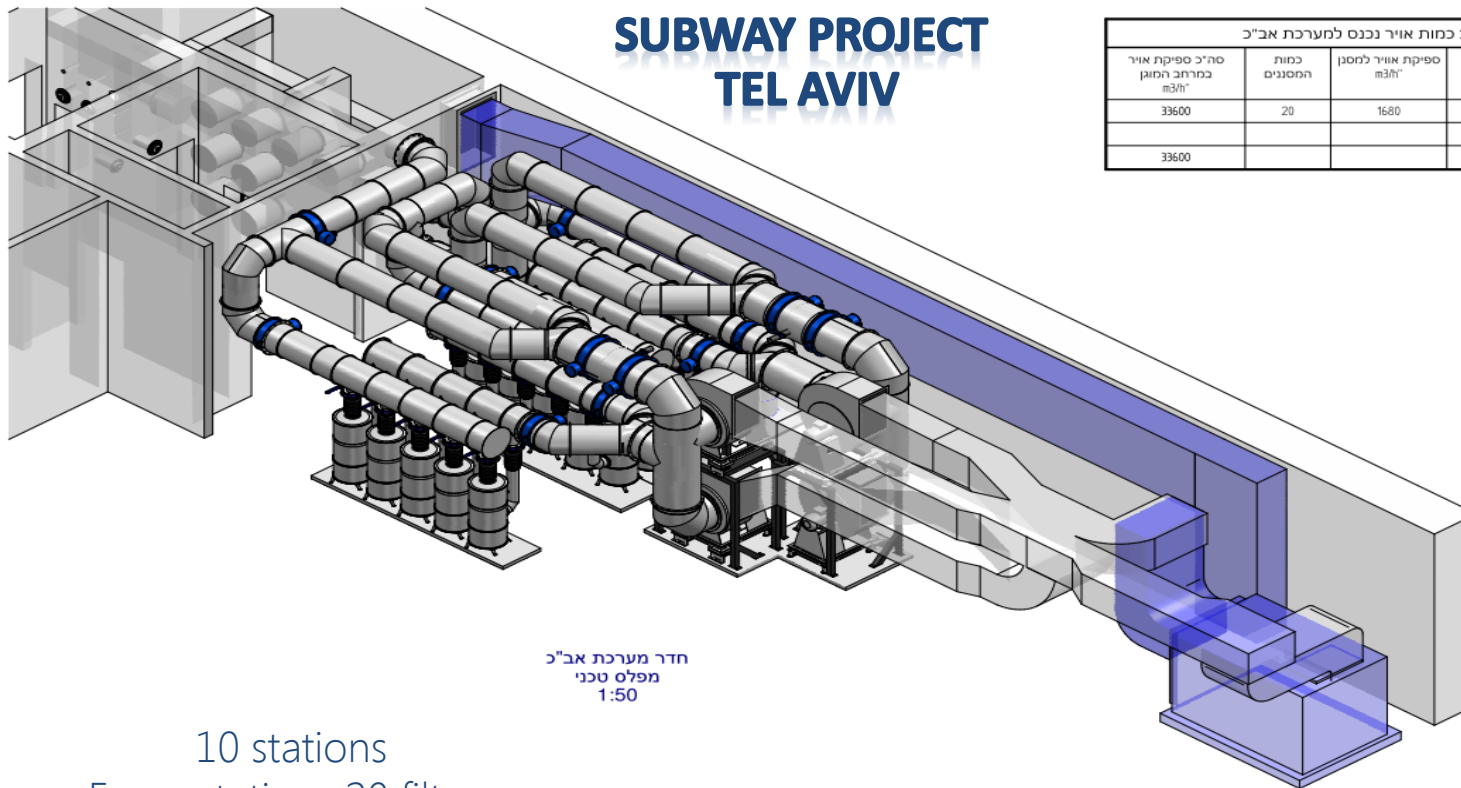 SUBWAY PROJECT
TEL AVIV
כמות אויר נכנס למערכת אב"כ
ספיקת אוויר למסנן
m3/h"
כמות
המסננים
סה"כ ספיקת אויר
במרחב המוגן
m3/h"
1680 20 33600
33600
חדר מערכת אב"כ
מפלס טכני
1:50
10 stations